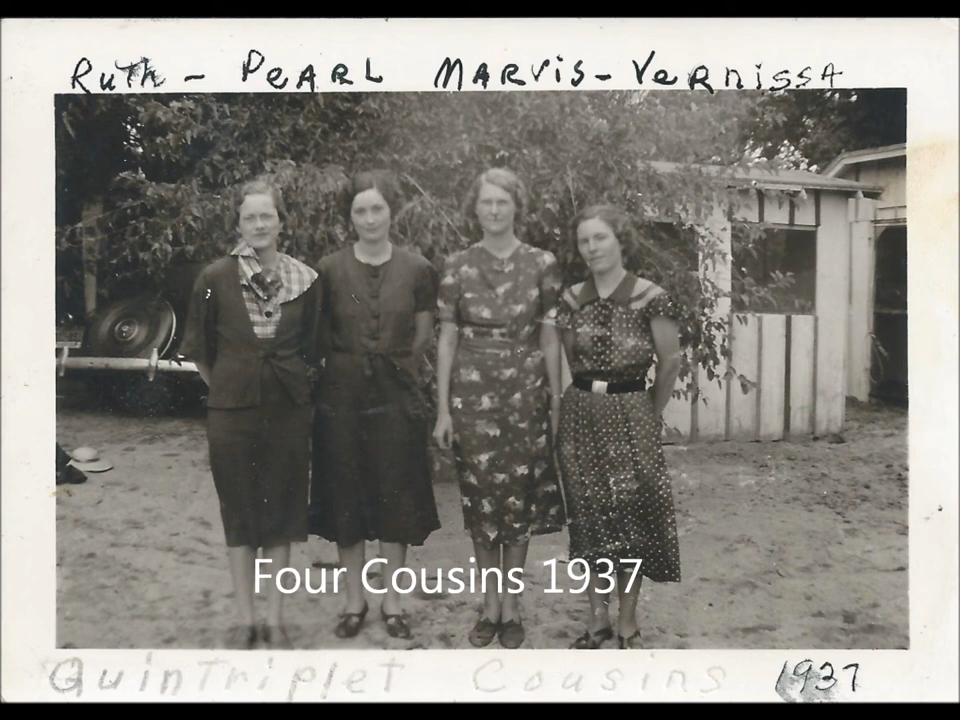 Ruth - PEARL MARVIS - VERNISSA
Four Cousins 1937
Quintriplet Cousins 1937